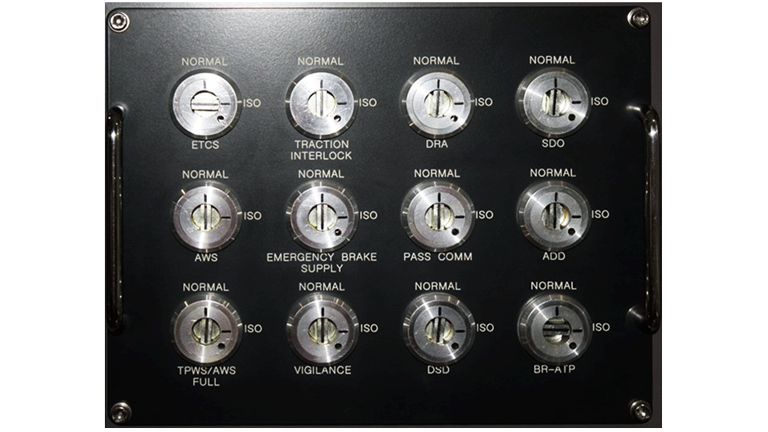 NORMAL NORMAL NORMAL NORMAL
ISO ISO ISO ISO
ETCS TRACTION INTERLOCK DRA SDO
NORMAL NORMAL NORMAL NORMAL
ISO ISO ISO ISO
AWS EMERGENCY BRAKE SUPPLY PASS COMM ADD
NORMAL NORMAL NORMAL NORMAL
ISO ISO ISO ISO
TPWS/AWS FULL VIGILANCE DSD BR-ATP